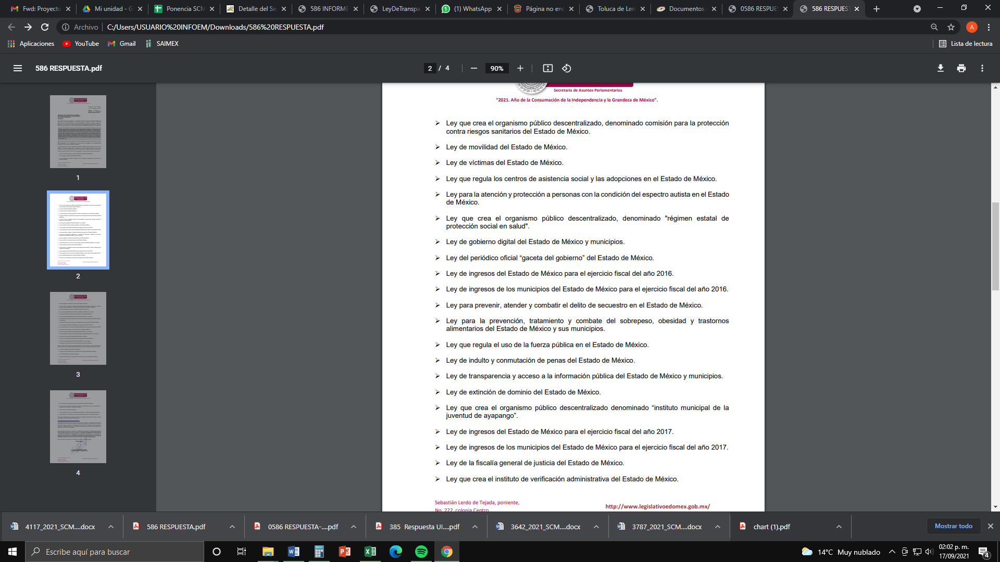 Fwd: Proyecto
Mi unidad - G
Ponencia SCM
Detalle del Se
586 INFORME
LeyDeTranspa
(1) WhatsApp
Página no enc
Toluca de Lerd
Documentos
0586 RESPUES
586 RESPUEST
Archivo
C:/Users/USUARIO%20INFOEM/Downloads/586%20RESPUESTA.pdf
A
Aplicaciones
YouTube
Gmail
SAIMEX
Lista de lectura
586 RESPUESTA.pdf
2 / 4
90%
1
2
3
4
Secretaría de Asuntos Parlamentarios
“2021. Año de la Consumación de la Independencia y la Grandeza de México”.
Ley que crea el organismo público descentralizado, denominado comisión para la protección
contra riesgos sanitarios del Estado de México.
Ley de movilidad del Estado de México.
Ley de víctimas del Estado de México.
Ley que regula los centros de asistencia social y las adopciones en el Estado de México.
Ley para la atención y protección a personas con la condición del espectro autista en el Estado
de México.
Ley que crea el organismo público descentralizado, denominado "régimen estatal de
protección social en salud".
Ley de gobierno digital del Estado de México y municipios.
Ley del periódico oficial “gaceta del gobierno” del Estado de México.
Ley de ingresos del Estado de México para el ejercicio fiscal del año 2016.
Ley de ingresos de los municipios del Estado de México para el ejercicio fiscal del año 2016.
Ley para prevenir, atender y combatir el delito de secuestro en el Estado de México.
Ley para la prevención, tratamiento y combate del sobrepeso, obesidad y trastornos
alimentarios del Estado de México y sus municipios.
Ley que regula el uso de la fuerza pública en el Estado de México.
Ley de indulto y conmutación de penas del Estado de México.
Ley de transparencia y acceso a la información pública del Estado de México y municipios.
Ley de extinción de dominio del Estado de México.
Ley que crea el organismo público descentralizado denominado “instituto municipal de la
juventud de ayapango”.
Ley de ingresos del Estado de México para el ejercicio fiscal del año 2017.
Ley de ingresos de los municipios del Estado de México para el ejercicio fiscal del año 2017.
Ley de la fiscalía general de justicia del Estado de México.
Ley que crea el instituto de verificación administrativa del Estado de México.
Sebastián Lerdo de Tejada, poniente,
No. 222, colonia Centro
http://www.legislativoedomex.gob.mx/
4117_2021_SCM....docx
586 RESPUESTA.pdf
0586 RESPUESTA-....pdf
385 Respuesta UI....pdf
3642_2021_SCM....docx
3787_2021_SCM....docx
chart (1).pdf
Mostrar todo
Escribe aquí para buscar
14°C Muy nublado
02:02 p. m.
17/09/2021
4